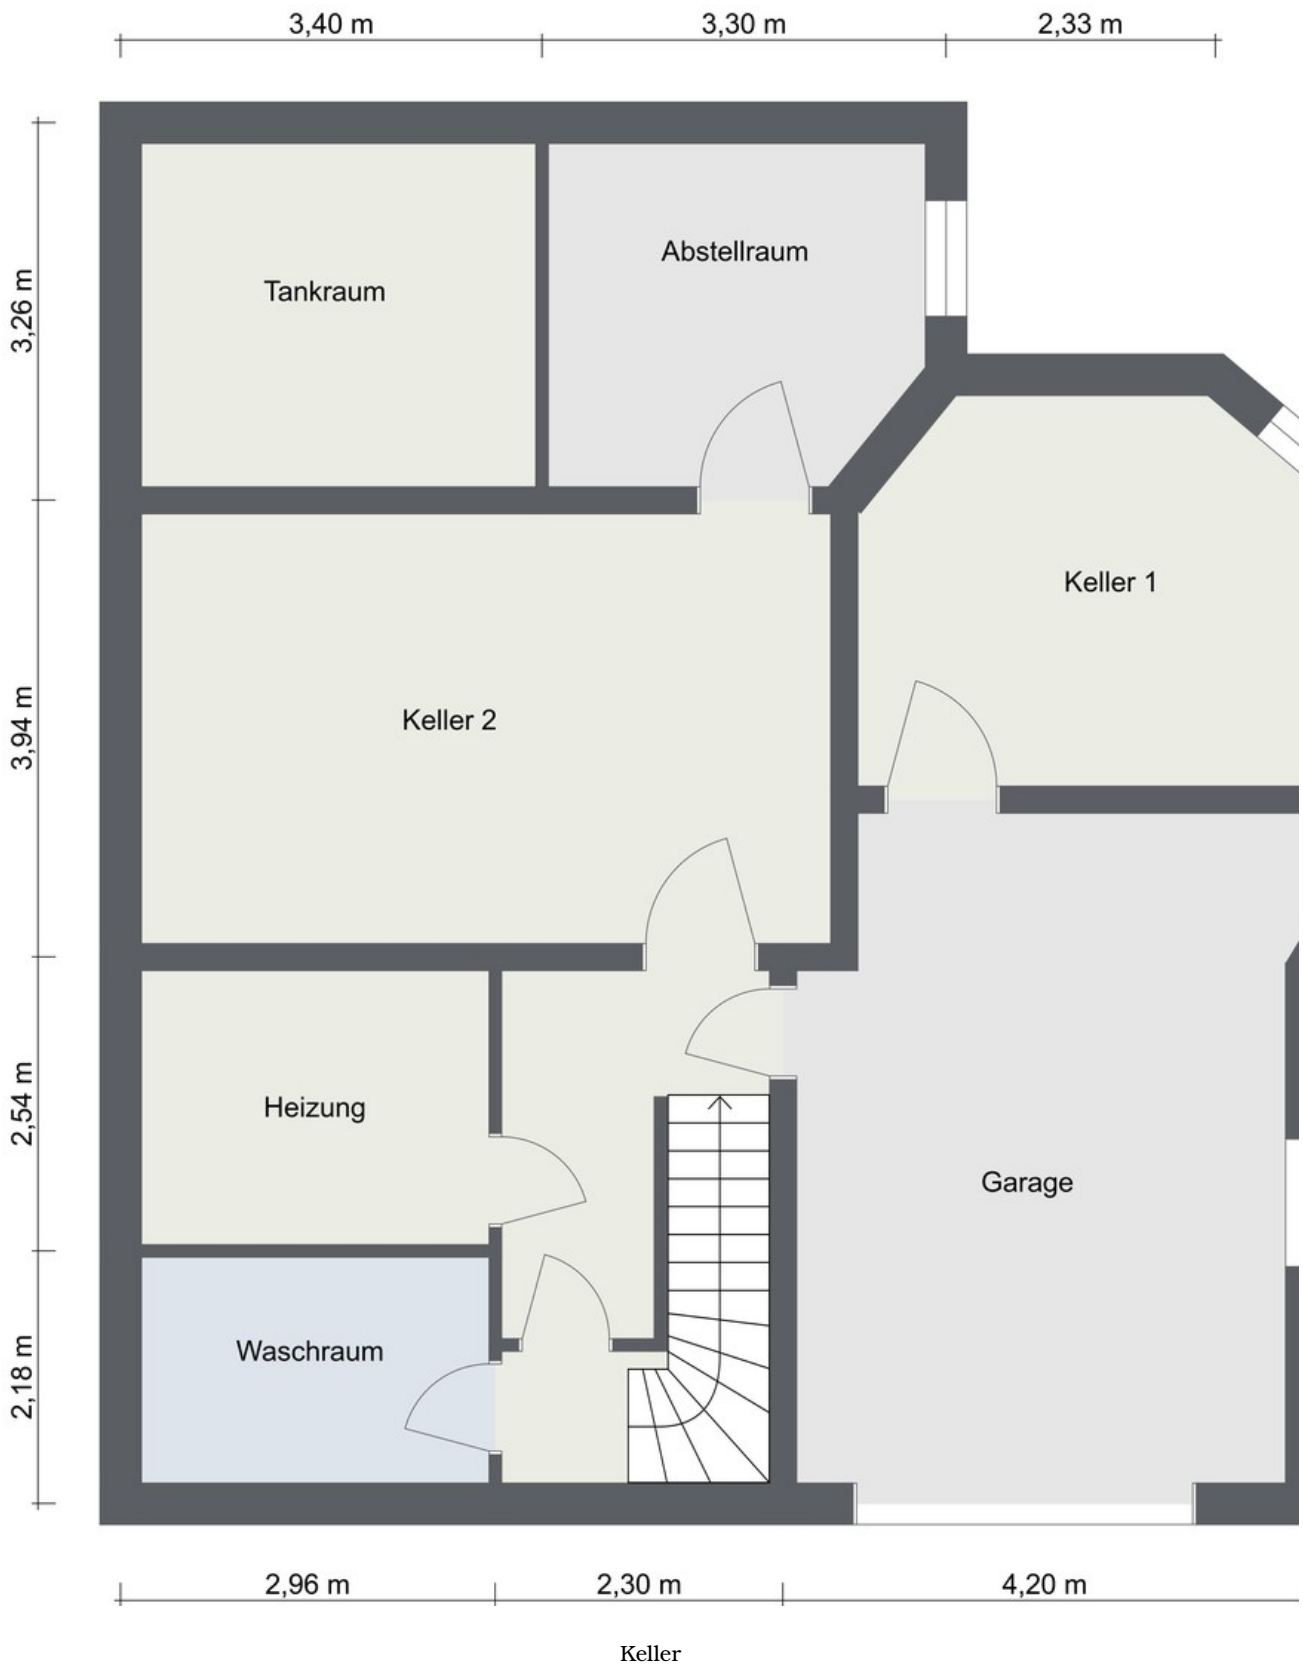 3,40 m
3,30 m
2,33 m
3,26 m
Abstellraum
Tankraum
Keller 1
3,94 m
Keller 2
2,54 m
Heizung
Garage
2,18 m
Waschraum
2,96 m
2,30 m
4,20 m
Keller